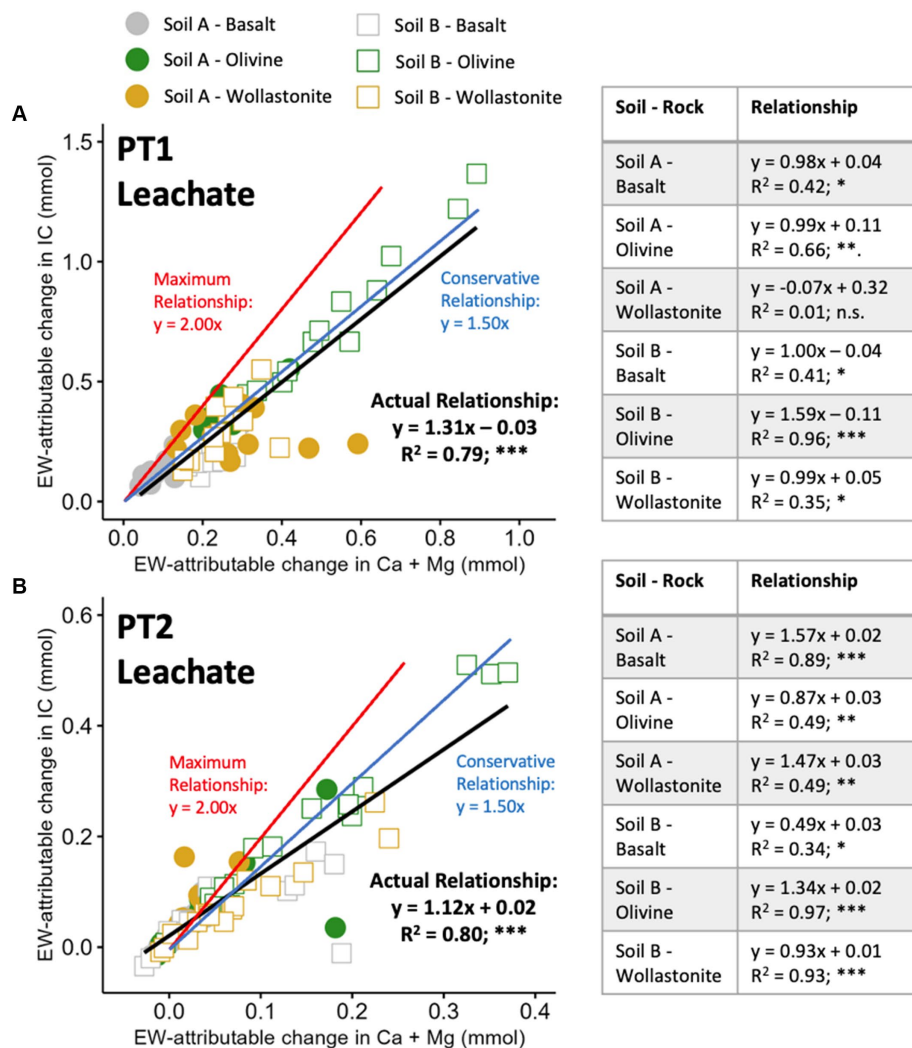 Soil A - Basalt
Soil B - Basalt
Soil A - Olivine
Soil B - Olivine
Soil A - Wollastonite
Soil B - Wollastonite
A
PT1
Leachate
EW-attributable change in IC (mmol)
1.5
1.0
0.5
0.0
Maximum
Relationship:
y = 2.00x
Conservative
Relationship:
y = 1.50x
Actual Relationship:
y = 1.31x – 0.03
R² = 0.79; ***
0.0 0.2 0.4 0.6 0.8 1.0
EW-attributable change in Ca + Mg (mmol)
Soil - Rock Relationship
Soil A - Basalt y = 0.98x + 0.04
R² = 0.42; *
Soil A - Olivine y = 0.99x + 0.11
R² = 0.66; **.
Soil A - Wollastonite y = -0.07x + 0.32
R² = 0.01; n.s.
Soil B - Basalt y = 1.00x – 0.04
R² = 0.41; *
Soil B - Olivine y = 1.59x – 0.11
R² = 0.96; ***
Soil B - Wollastonite y = 0.99x + 0.05
R² = 0.35; *
B
PT2
Leachate
EW-attributable change in IC (mmol)
0.6
0.4
0.2
0.0
Maximum
Relationship:
y = 2.00x
Conservative
Relationship:
y = 1.50x
Actual Relationship:
y = 1.12x + 0.02
R² = 0.80; ***
0.0 0.1 0.2 0.3 0.4
EW-attributable change in Ca + Mg (mmol)
Soil - Rock Relationship
Soil A - Basalt y = 1.57x + 0.02
R² = 0.89; ***
Soil A - Olivine y = 0.87x + 0.03
R² = 0.49; **
Soil A - Wollastonite y = 1.47x + 0.03
R² = 0.49; **
Soil B - Basalt y = 0.49x + 0.03
R² = 0.34; *
Soil B - Olivine y = 1.34x + 0.02
R² = 0.97; ***
Soil B - Wollastonite y = 0.93x + 0.01
R² = 0.93; ***